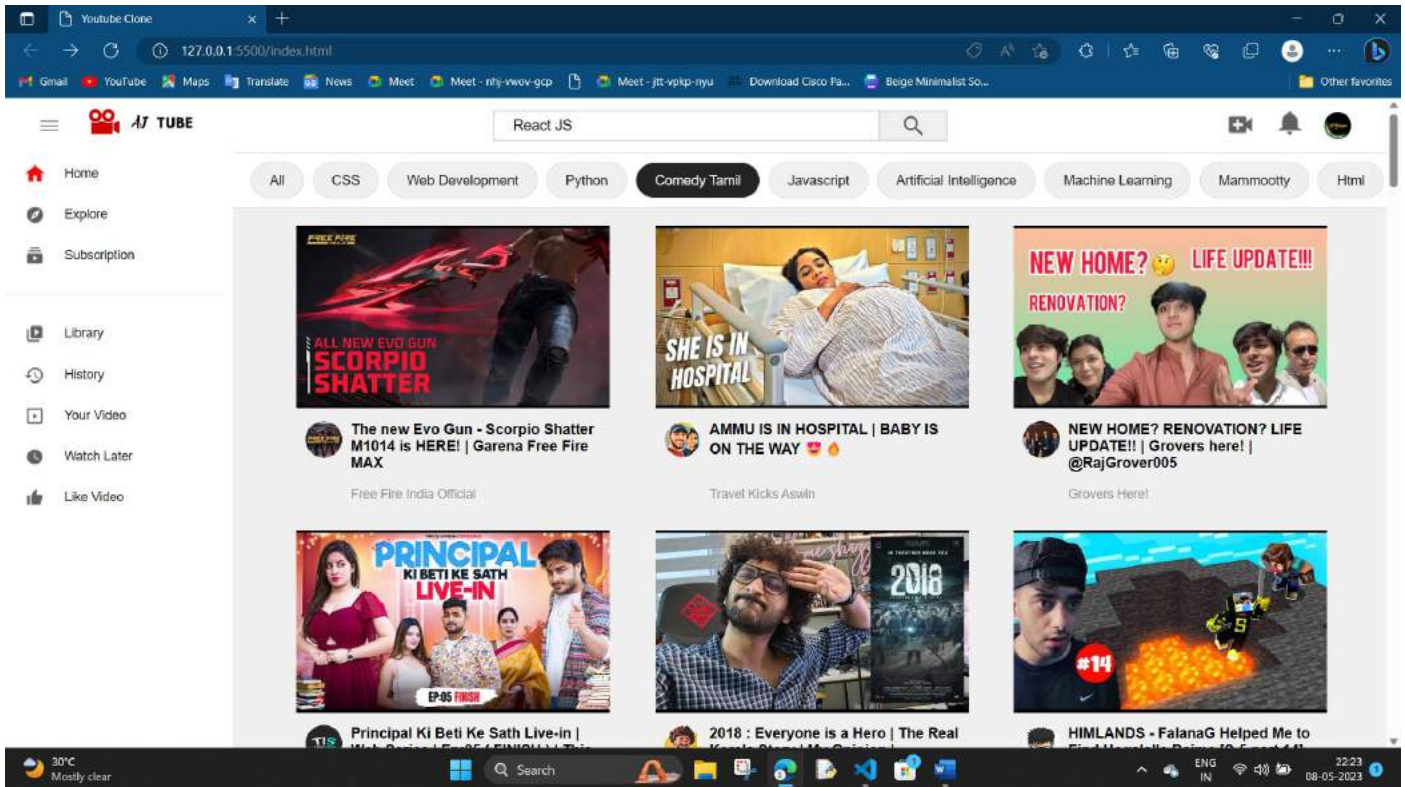 Youtube Clone
127.0.0.1:5500/index.html
Gmail YouTube Maps Translate News Meet Meet - nhj-vwov-gcp Meet - jtt-vpkp-nyu Download Cisco Pa... Beige Minimalist So... Other favorites
AJ TUBE
React JS
Home
Explore
Subscription
Library
History
Your Video
Watch Later
Like Video
All CSS Web Development Python Comedy Tamil Javascript Artificial Intelligence Machine Learning Mammootty Html
FREE FIRE
ALL NEW EVO GUN
SCORPIO
SHATTER
The new Evo Gun - Scorpio Shatter
M1014 is HERE! | Garena Free Fire
MAX
Free Fire India Official
SHE IS IN
HOSPITAL
AMMU IS IN HOSPITAL | BABY IS
ON THE WAY 😍 🔥
Travel Kicks Aswin
NEW HOME? 🤔 LIFE UPDATE!!!
RENOVATION?
NEW HOME? RENOVATION? LIFE
UPDATE!! | Grovers here! |
@RajGrover005
Grovers Here!
PRINCIPAL
KI BETI KE SATH
LIVE-IN
EP:05 FINISH
Principal Ki Beti Ke Sath Live-in |
2018
2018 : Everyone is a Hero | The Real
#14
HIMLANDS - FalanaG Helped Me to
30°C
Mostly clear
Search
ENG
IN
22:23
08-05-2023